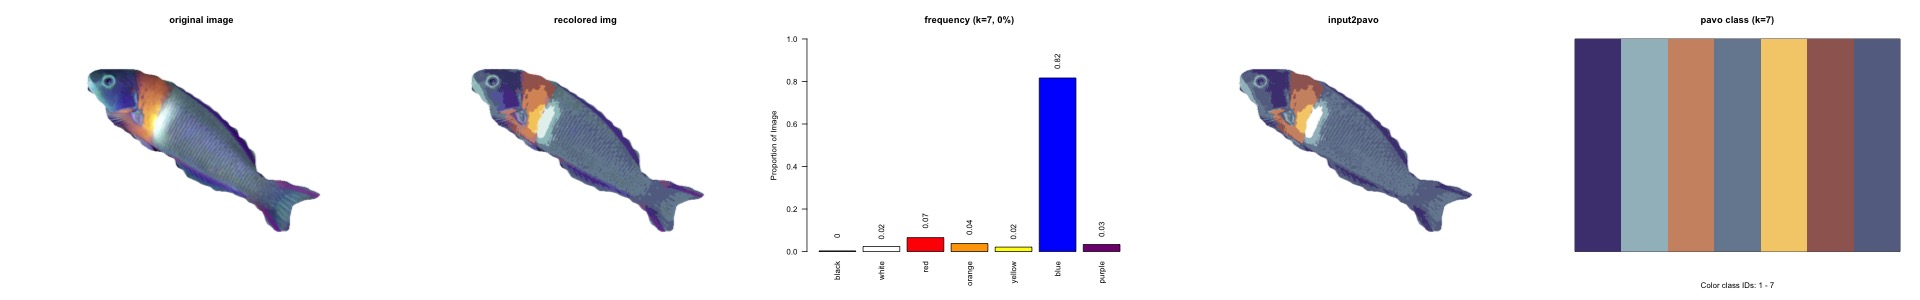 original image
recolored img
frequency (k=7, 0%)
input2pavo
pavo class (k=7)
Proportion of Image
1.0
0.8
0.6
0.4
0.2
0.0
0
0.02
0.07
0.04
0.02
0.82
0.03
black
white
red
orange
yellow
blue
purple
Color class IDs: 1 - 7